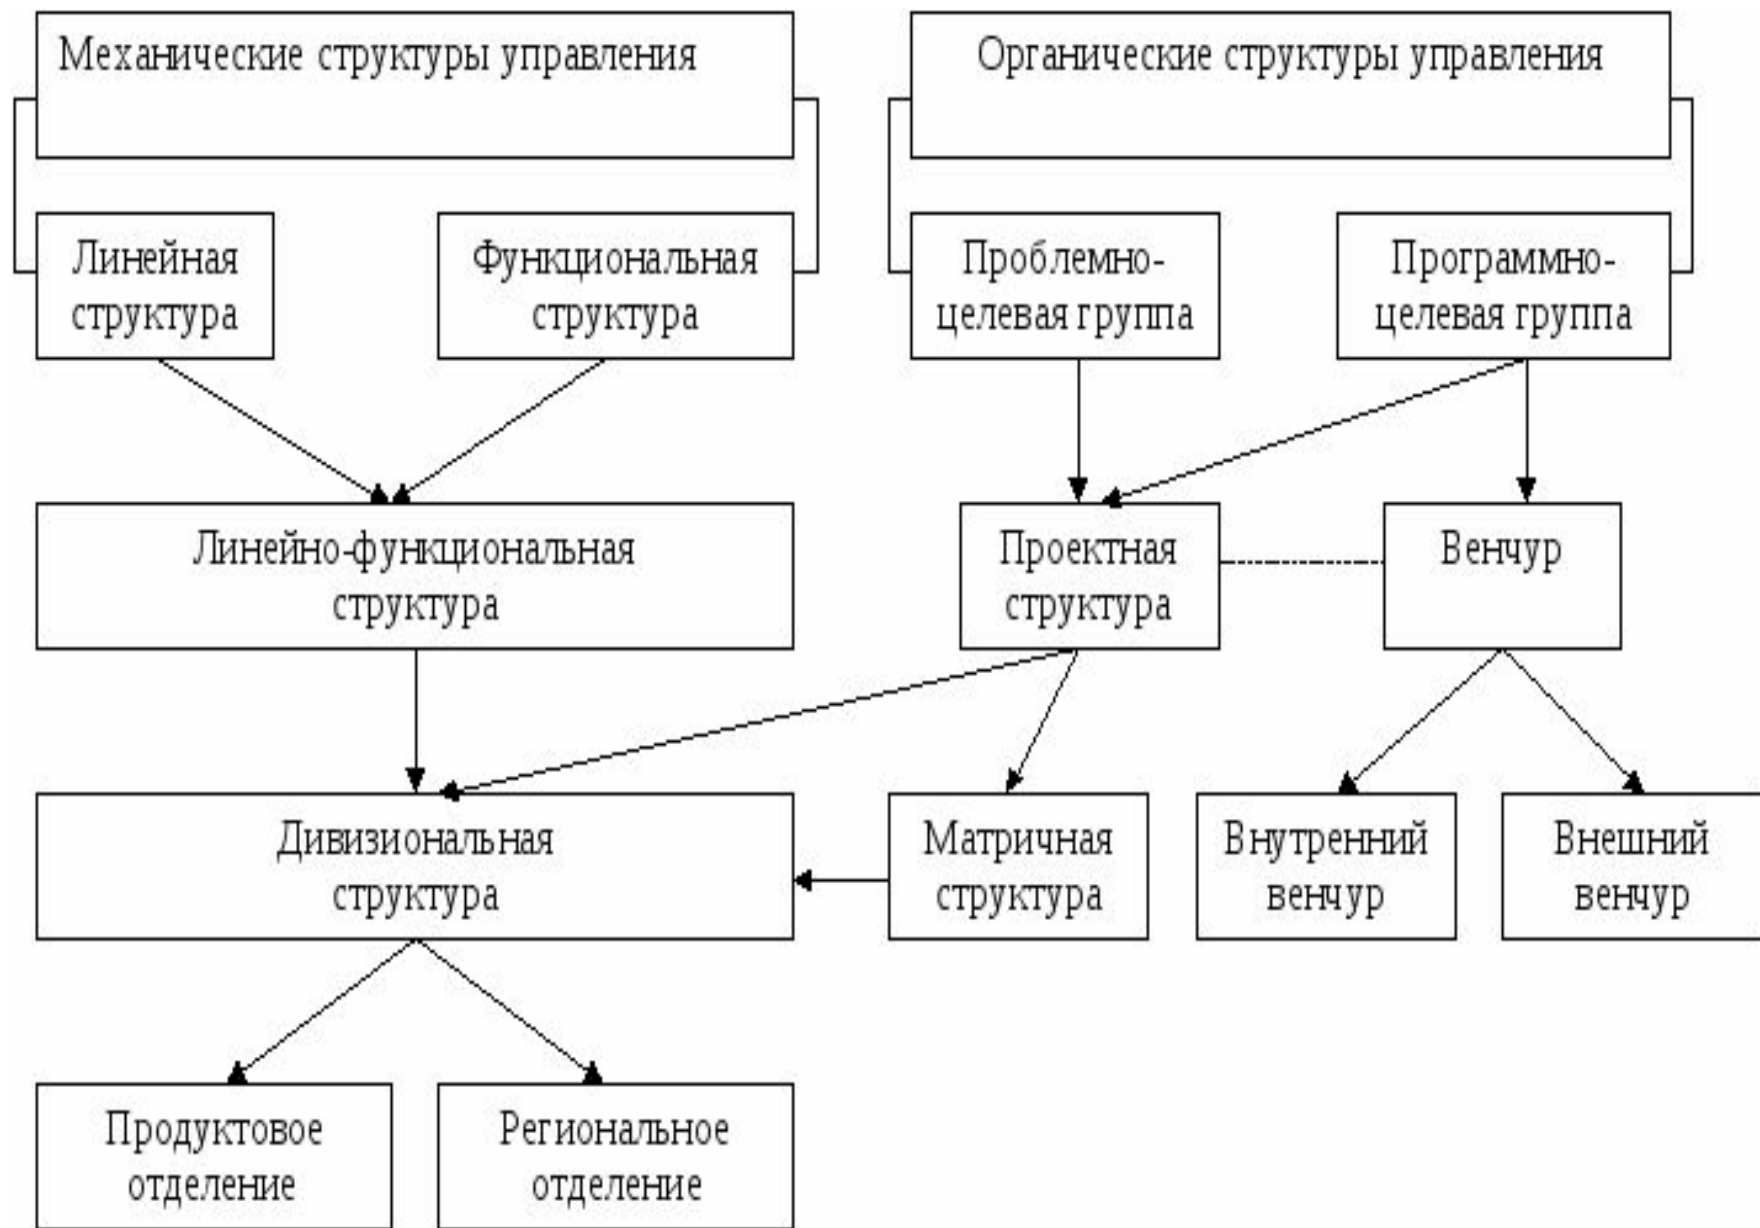 Механические структуры управления
Органические структуры управления
Линейная
структура
Функциональная
структура
Проблемно-
целевая группа
Программно-
целевая группа
Линейно-функциональная
структура
Проектная
структура
Венчур
Дивизиональная
структура
Матричная
структура
Внутренний
венчур
Внешний
венчур
Продуктовое
отделение
Региональное
отделение